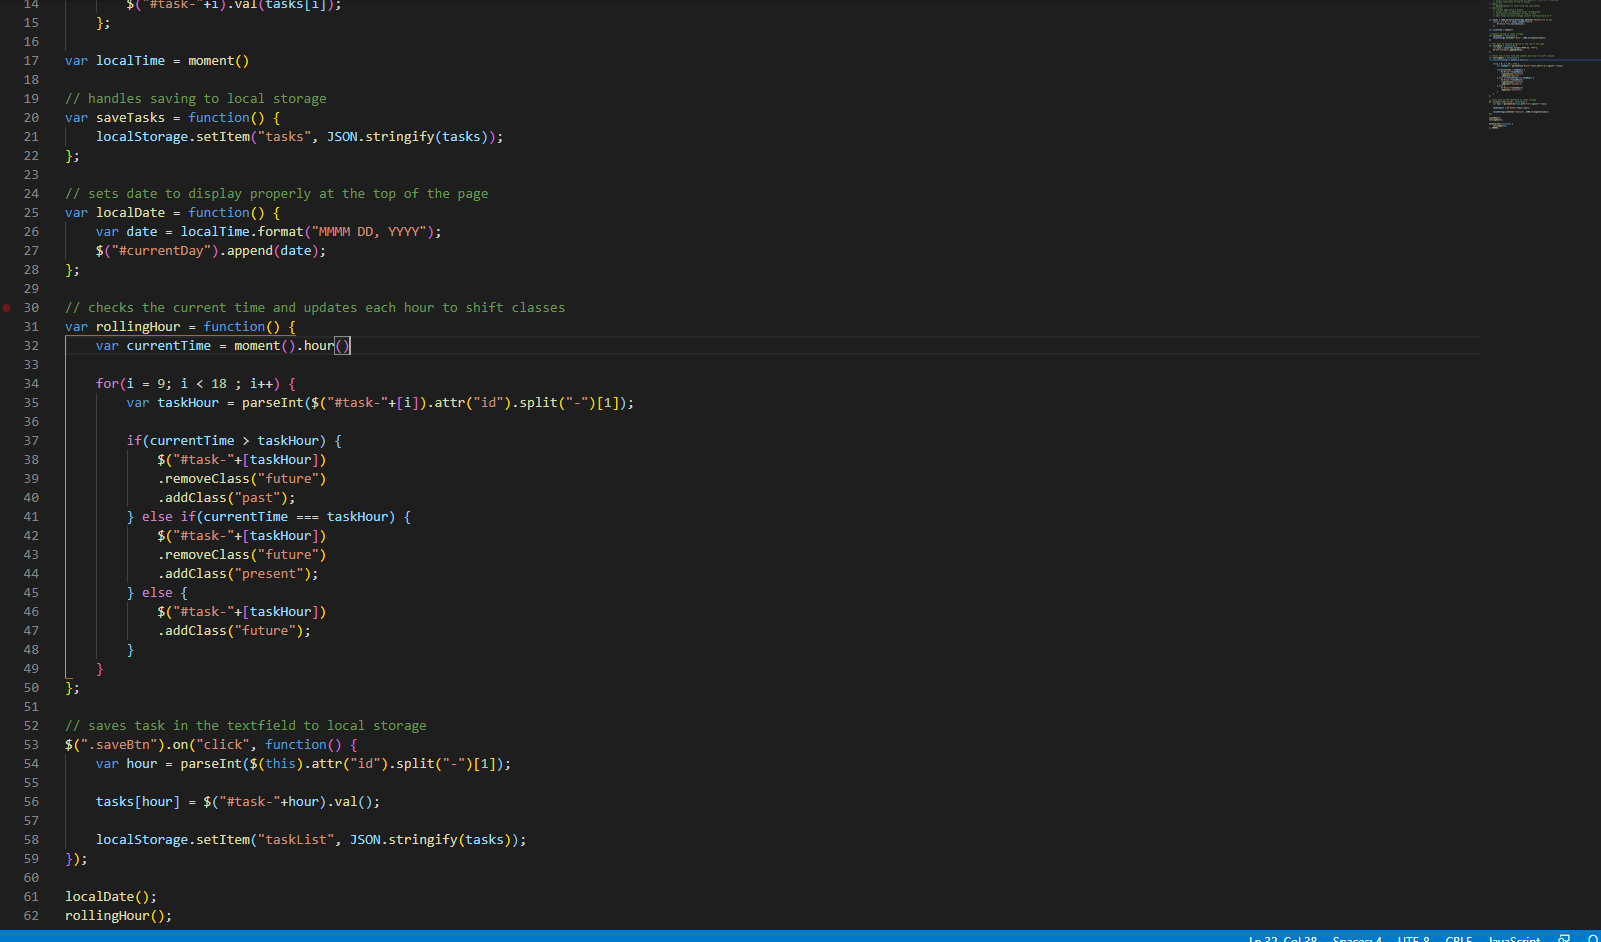 14 $("#task-"+i).val(tasks[i]);
15 };
16
17 var localTime = moment()
18
19 // handles saving to local storage
20 var saveTasks = function() {
21 localStorage.setItem("tasks", JSON.stringify(tasks));
22 };
23
24 // sets date to display properly at the top of the page
25 var localDate = function() {
26 var date = localTime.format("MMMM DD, YYYY");
27 $("#currentDay").append(date);
28 };
29
30 // checks the current time and updates each hour to shift classes
31 var rollingHour = function() {
32 var currentTime = moment().hour()
33
34 for(i = 9; i < 18 ; i++) {
35 var taskHour = parseInt($("#task-"+[i]).attr("id").split("-")[1]);
36
37 if(currentTime > taskHour) {
38 $("#task-"+[taskHour])
39 .removeClass("future")
40 .addClass("past");
41 } else if(currentTime === taskHour) {
42 $("#task-"+[taskHour])
43 .removeClass("future")
44 .addClass("present");
45 } else {
46 $("#task-"+[taskHour])
47 .addClass("future");
48 }
49 }
50 };
51
52 // saves task in the textfield to local storage
53 $(".saveBtn").on("click", function() {
54 var hour = parseInt($(this).attr("id").split("-")[1]);
55
56 tasks[hour] = $("#task-"+hour).val();
57
58 localStorage.setItem("taskList", JSON.stringify(tasks));
59 });
60
61 localDate();
62 rollingHour();
Ln 32, Col 38 Spaces: 4 UTF-8 CRLF JavaScript